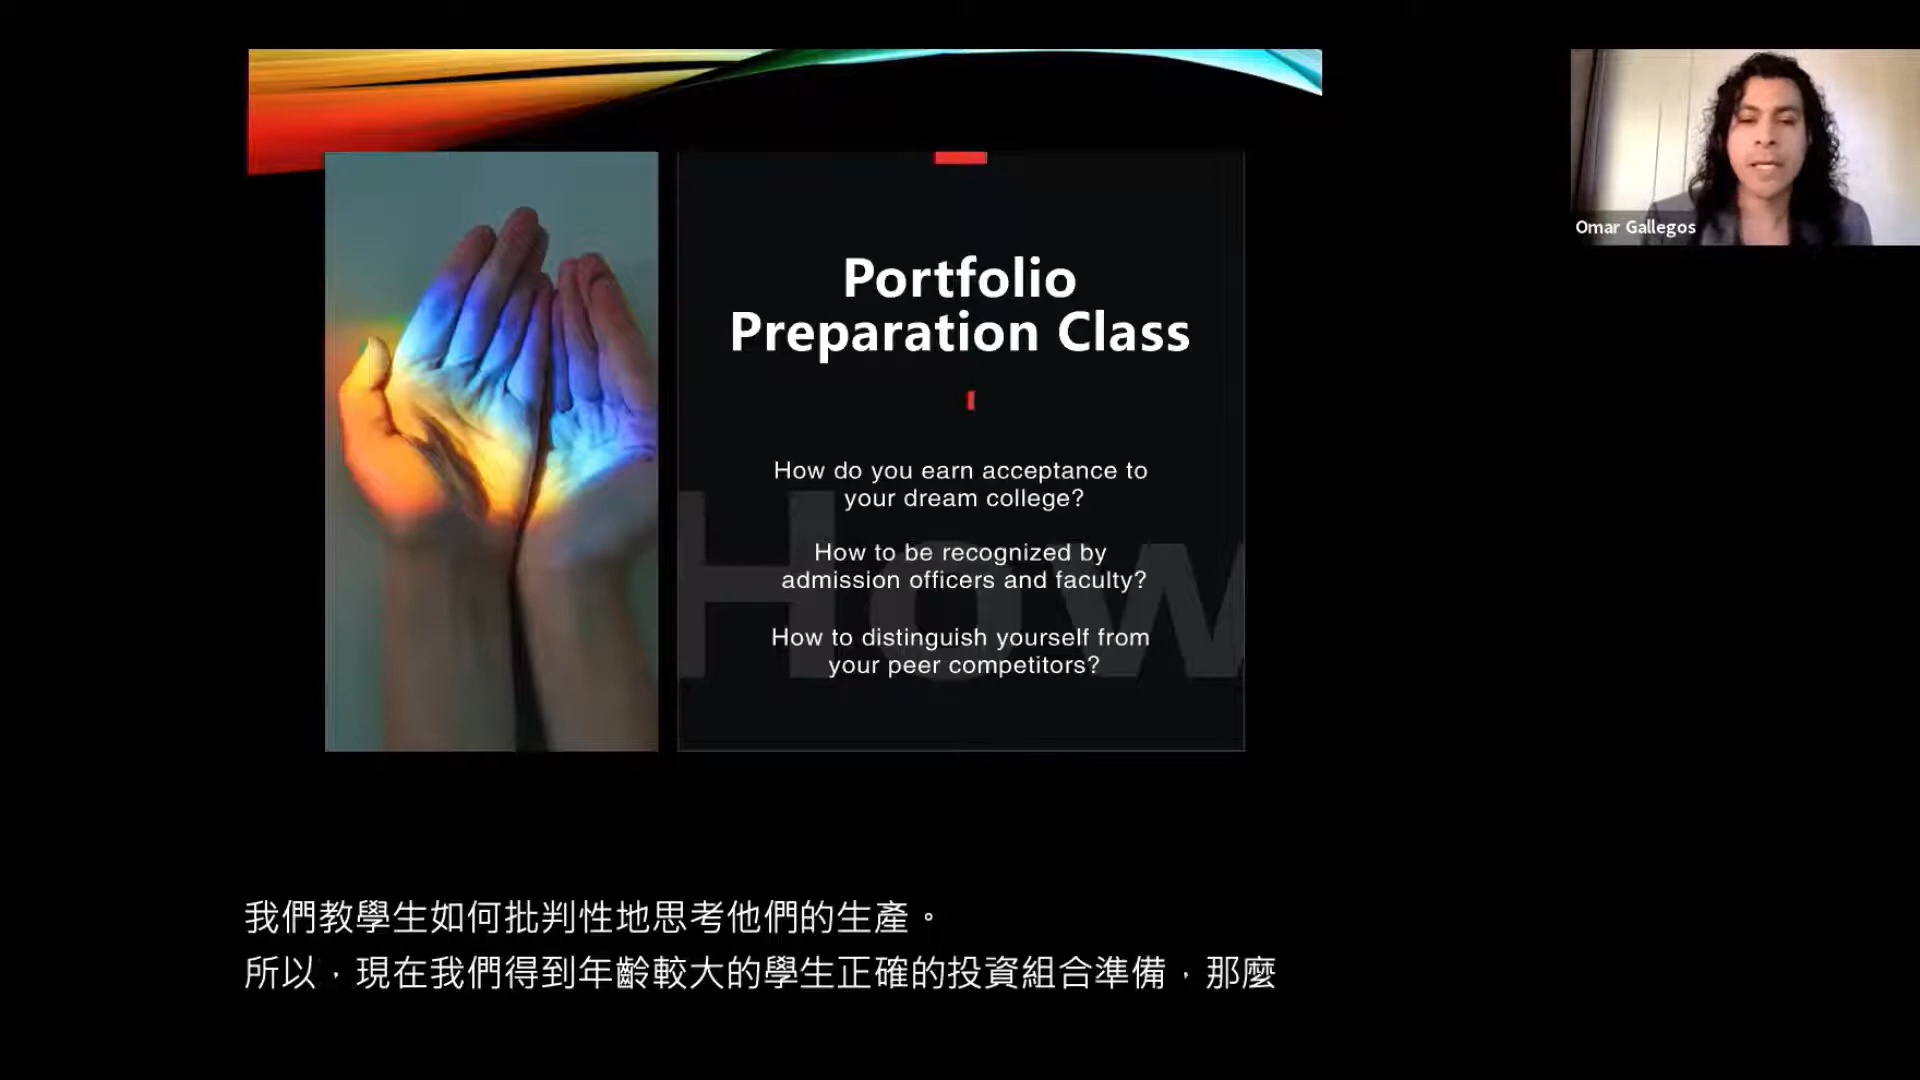 Portfolio
Preparation Class
How do you earn acceptance to
your dream college?
How to be recognized by
admission officers and faculty?
How to distinguish yourself from
your peer competitors?
How
Omar Gallegos
我們教學生如何批判性地思考他們的生產。
所以，現在我們得到年齡較大的學生正確的投資組合準備，那麼